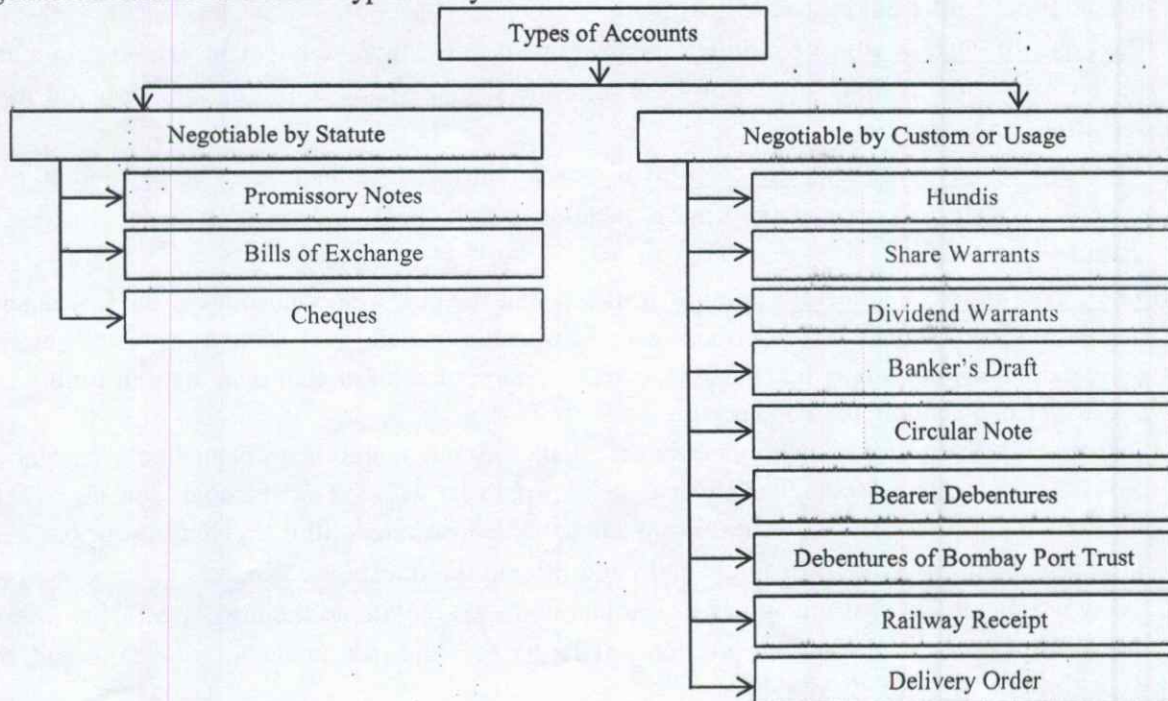 Types of Accounts
Negotiable by Statute
Promissory Notes
Bills of Exchange
Cheques
Negotiable by Custom or Usage
Hundis
Share Warrants
Dividend Warrants
Banker's Draft
Circular Note
Bearer Debentures
Debentures of Bombay Port Trust
Railway Receipt
Delivery Order